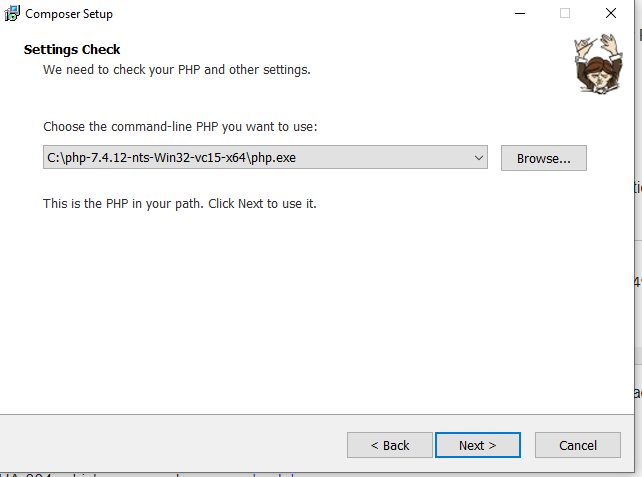 Composer Setup
Settings Check
We need to check your PHP and other settings.
Choose the command-line PHP you want to use:
C:\php-7.4.12-nts-Win32-vc15-x64\php.exe
Browse...
This is the PHP in your path. Click Next to use it.
< Back
Next >
Cancel